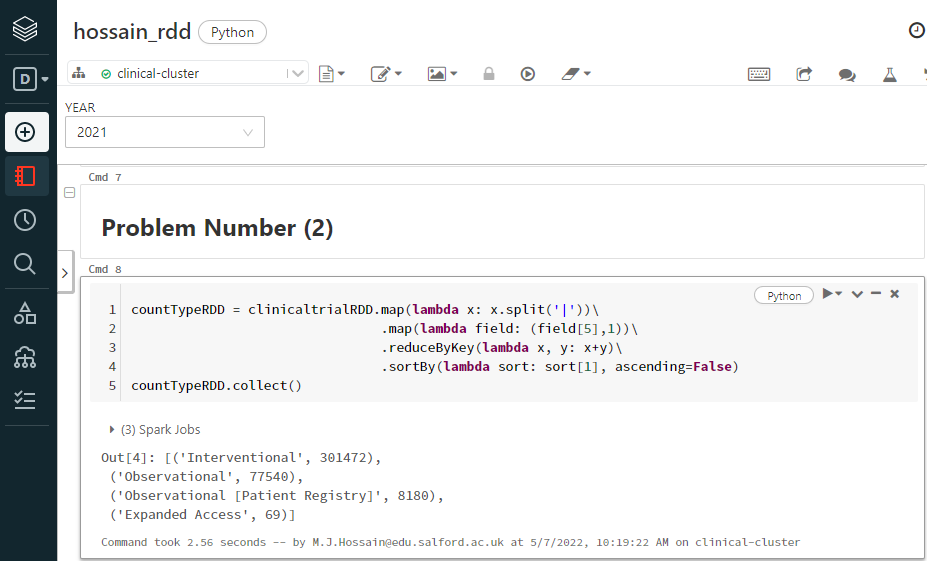 hossain_rdd Python
D
clinical-cluster
YEAR
2021
Cmd 7
Problem Number (2)
Cmd 8
Python
1 countTypeRDD = clinicaltrialRDD.map(lambda x: x.split('|'))\
2 .map(lambda field: (field[5],1))\
3 .reduceByKey(lambda x, y: x+y)\
4 .sortBy(lambda sort: sort[1], ascending=False)
5 countTypeRDD.collect()
(3) Spark Jobs
Out[4]: [('Interventional', 301472),
('Observational', 77540),
('Observational [Patient Registry]', 8180),
('Expanded Access', 69)]
Command took 2.56 seconds -- by M.J.Hossain@edu.salford.ac.uk at 5/7/2022, 10:19:22 AM on clinical-cluster